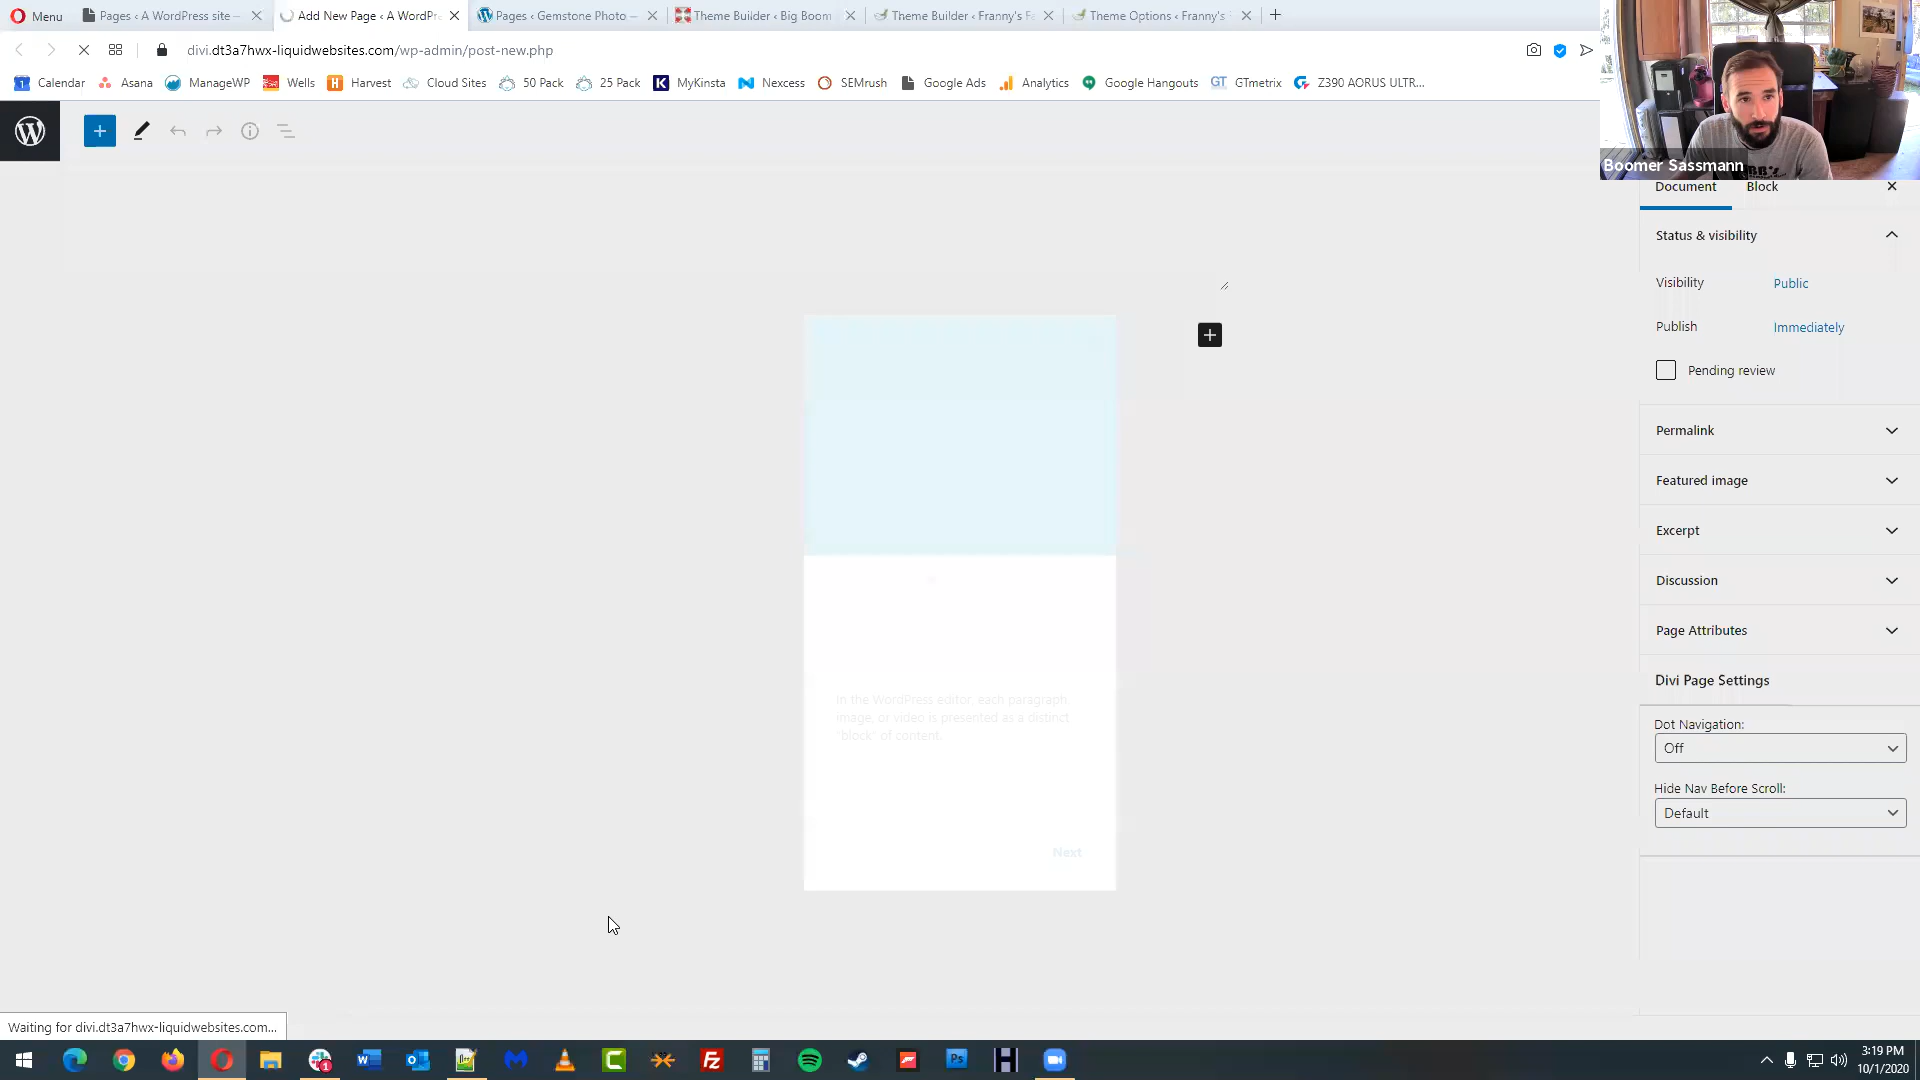 Menu
Pages ‹ A WordPress site —
Add New Page ‹ A WordPre
Pages ‹ Gemstone Photo —
Theme Builder ‹ Big Boom
Theme Builder ‹ Franny's Fa
Theme Options ‹ Franny's
divi.dt3a7hwx-liquidwebsites.com/wp-admin/post-new.php
Calendar
Asana
ManageWP
Wells
Harvest
Cloud Sites
50 Pack
25 Pack
MyKinsta
Nexcess
SEMrush
Google Ads
Analytics
Google Hangouts
GT
GTmetrix
Z390 AORUS ULTR...
Boomer Sassmann
Document
Block
Status & visibility
Visibility
Public
Publish
Immediately
Pending review
Permalink
Featured image
Excerpt
Discussion
Page Attributes
Divi Page Settings
Dot Navigation:
Off
Hide Nav Before Scroll:
Default
In the WordPress editor, each paragraph,
image, or video is presented as a distinct
"block" of content.
Next
Waiting for divi.dt3a7hwx-liquidwebsites.com...
3:19 PM
10/1/2020